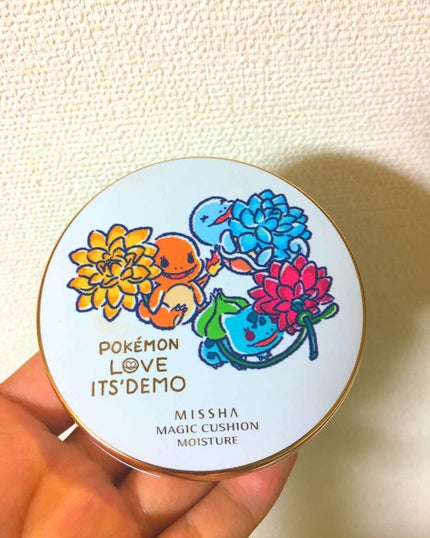 POKÉMON
LOVE
ITS'DEMO
MISSHA
MAGIC CUSHION
MOISTURE